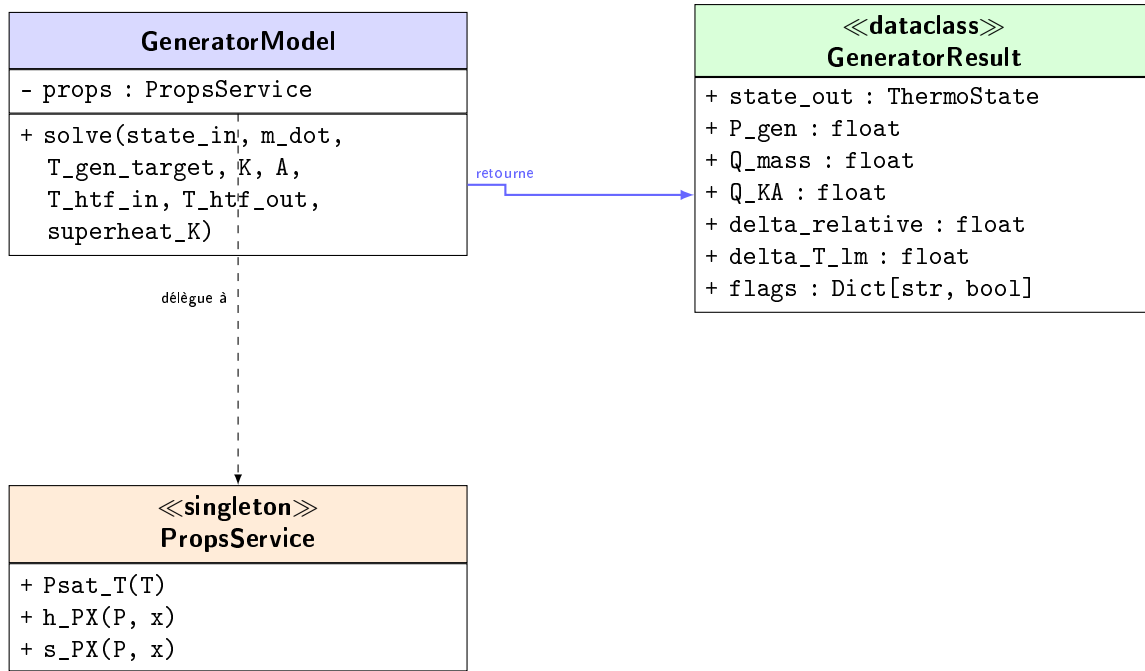 GeneratorModel
- props : PropsService
+ solve(state_in, m_dot,
T_gen_target, K, A,
T_htf_in, T_htf_out,
superheat_K)
retourne
≪dataclass≫
GeneratorResult
+ state_out : ThermoState
+ P_gen : float
+ Q_mass : float
+ Q_KA : float
+ delta_relative : float
+ delta_T_lm : float
+ flags : Dict[str, bool]
délègue à
≪singleton≫
PropsService
+ Psat_T(T)
+ h_PX(P, x)
+ s_PX(P, x)